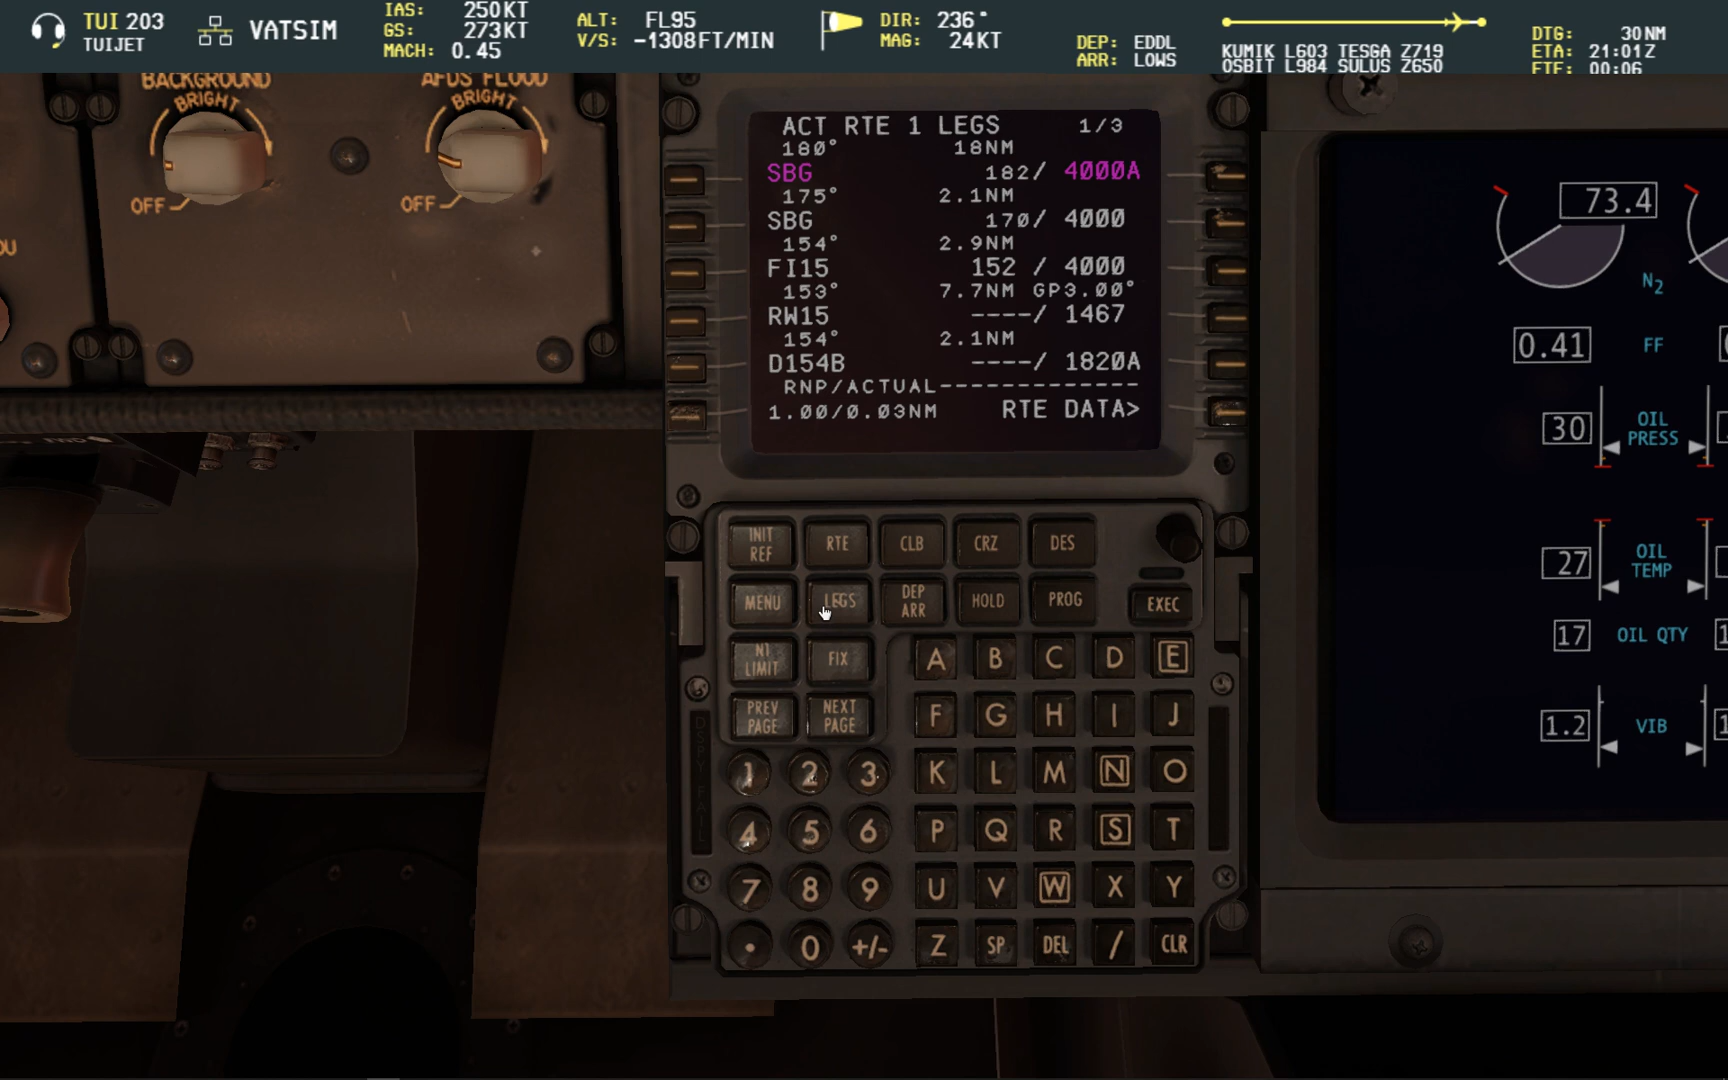 TUI 203
TUIJET
VATSIM
IAS: 250KT
GS: 273KT
MACH: 0.45
ALT: FL95
V/S: -1308FT/MIN
DIR: 236°
MAG: 24KT
DEP: EDDL
ARR: LOWS
KUMIK L603 TESGA Z719
OSBIT L984 SULUS Z650
DTG: 30NM
ETA: 21:01Z
ETE: 00:06
BACKGROUND
BRIGHT
OFF
AFDS FLOOD
BRIGHT
OFF
ACT RTE 1 LEGS 1/3
180° 18NM
SBG 182/ 4000A
175° 2.1NM
SBG 170/ 4000
154° 2.9NM
FI15 152 / 4000
153° 7.7NM GP3.00°
RW15 ----/ 1467
154° 2.1NM
D154B ----/ 1820A
RNP/ACTUAL-------------
1.00/0.03NM RTE DATA>
INIT REF RTE CLB CRZ DES
MENU LEGS DEP ARR HOLD PROG EXEC
N1 LIMIT FIX
PREV PAGE NEXT PAGE
A B C D E
F G H I J
1 2 3 K L M N O
4 5 6 P Q R S T
7 8 9 U V W X Y
. 0 +/- Z SP DEL / CLR
DSPY FAIL
73.4
N2
0.41 FF
30 OIL PRESS
27 OIL TEMP
17 OIL QTY
1.2 VIB